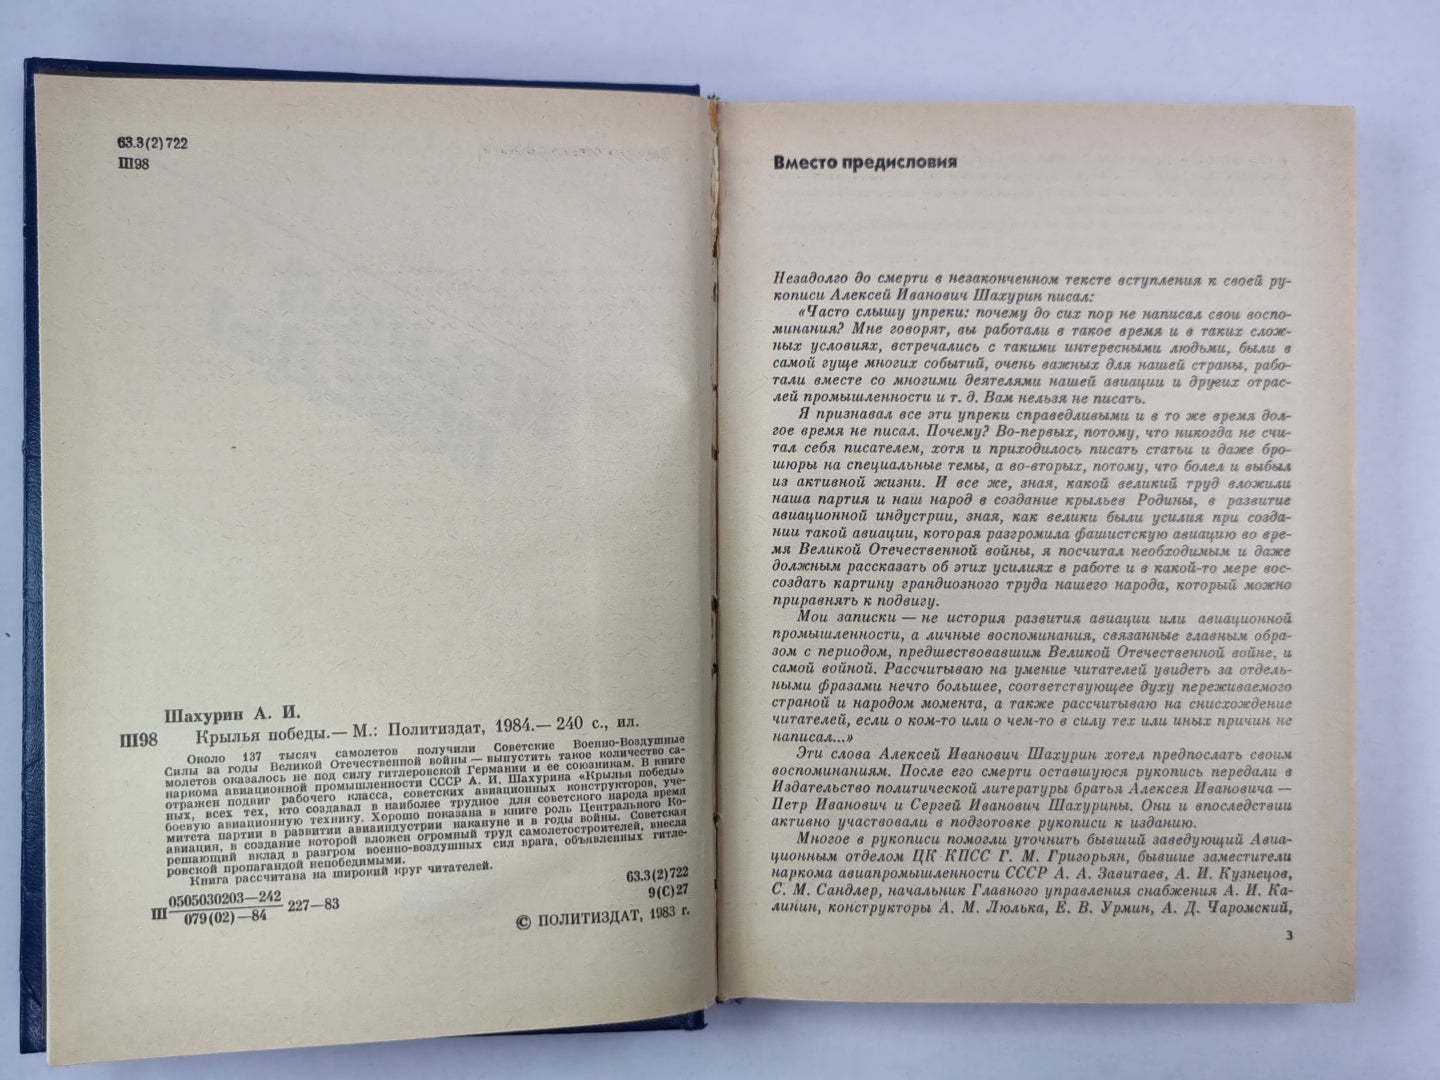 63.3(2)722
Ш98
Шахурин А. И.
Ш98 Крылья победы.— М.: Политиздат, 1984.— 240 с., ил.
Около 137 тысяч самолетов получили Советские Военно-Воздушные
Силы за годы Великой Отечественной войны — выпустить такое количество са-
молетов оказалось не под силу гитлеровской Германии и ее союзникам. В книге
наркома авиационной промышленности СССР А. И. Шахурина «Крылья победы»
отражен подвиг рабочего класса, советских авиационных конструкторов, уче-
ных, всех тех, кто создавал в наиболее трудное для советского народа время
боевую авиационную технику. Хорошо показана в книге роль Центрального Ко-
митета партии в развитии авиаиндустрии накануне и в годы войны. Советская
авиация, в создание которой вложен огромный труд самолетостроителей, внесла
решающий вклад в разгром военно-воздушных сил врага, объявленных гитле-
ровской пропагандой непобедимыми.
Книга рассчитана на широкий круг читателей.
Ш 0505030203—242
079(02)—84 227—83
63.3(2)722
9(С)27
© ПОЛИТИЗДАТ, 1983 г.
Вместо предисловия
Незадолго до смерти в незаконченном тексте вступления к своей ру-
кописи Алексей Иванович Шахурин писал:
«Часто слышу упреки: почему до сих пор не написал свои воспо-
минания? Мне говорят, вы работали в такое время и в таких слож-
ных условиях, встречались с такими интересными людьми, были в
самой гуще многих событий, очень важных для нашей страны, рабо-
тали вместе со многими деятелями нашей авиации и других отрас-
лей промышленности и т. д. Вам нельзя не писать.
Я признавал все эти упреки справедливыми и в то же время дол-
гое время не писал. Почему? Во-первых, потому, что никогда не счи-
тал себя писателем, хотя и приходилось писать статьи и даже бро-
шюры на специальные темы, а во-вторых, потому, что болел и выбыл
из активной жизни. И все же, зная, какой великий труд вложили
наша партия и наш народ в создание крыльев Родины, в развитие
авиационной индустрии, зная, как велики были усилия при созда-
нии такой авиации, которая разгромила фашистскую авиацию во вре-
мя Великой Отечественной войны, я посчитал необходимым и даже
должным рассказать об этих усилиях в работе и в какой-то мере вос-
создать картину грандиозного труда нашего народа, который можно
приравнять к подвигу.
Мои записки — не история развития авиации или авиационной
промышленности, а личные воспоминания, связанные главным обра-
зом с периодом, предшествовавшим Великой Отечественной войне, и
самой войной. Рассчитываю на умение читателей увидеть за отдель-
ными фразами нечто большее, соответствующее духу переживаемого
страной и народом момента, а также рассчитываю на снисхождение
читателей, если о ком-то или о чем-то в силу тех или иных причин не
написал...»
Эти слова Алексей Иванович Шахурин хотел предпослать своим
воспоминаниям. После его смерти оставшуюся рукопись передали в
Издательство политической литературы братья Алексея Ивановича —
Петр Иванович и Сергей Иванович Шахурины. Они и впоследствии
активно участвовали в подготовке рукописи к изданию.
Многое в рукописи помогли уточнить бывший заведующий Авиа-
ционным отделом ЦК КПСС Г. М. Григорьян, бывшие заместители
наркома авиапромышленности СССР А. А. Завитаев, А. И. Кузнецов,
С. М. Сандлер, начальник Главного управления снабжения А. И. Ка-
линин, конструкторы А. М. Люлька, Е. В. Урмин, А. Д. Чаромский,
3